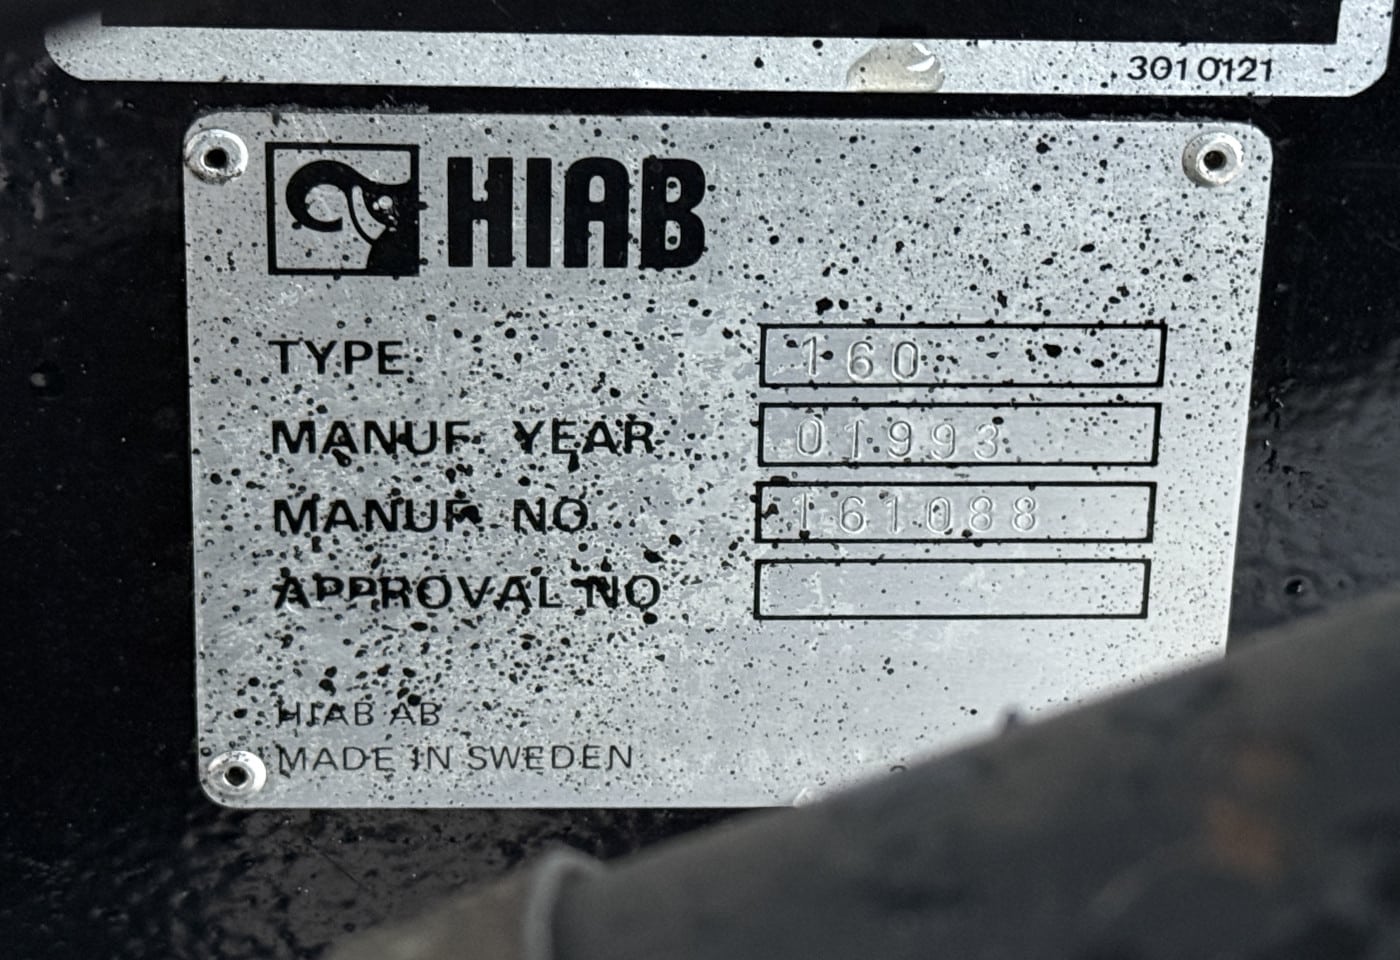 3010121
HIAB
TYPE 160
MANUF YEAR 01993
MANUF NO 161088
APPROVAL NO
HIAB AB
MADE IN SWEDEN